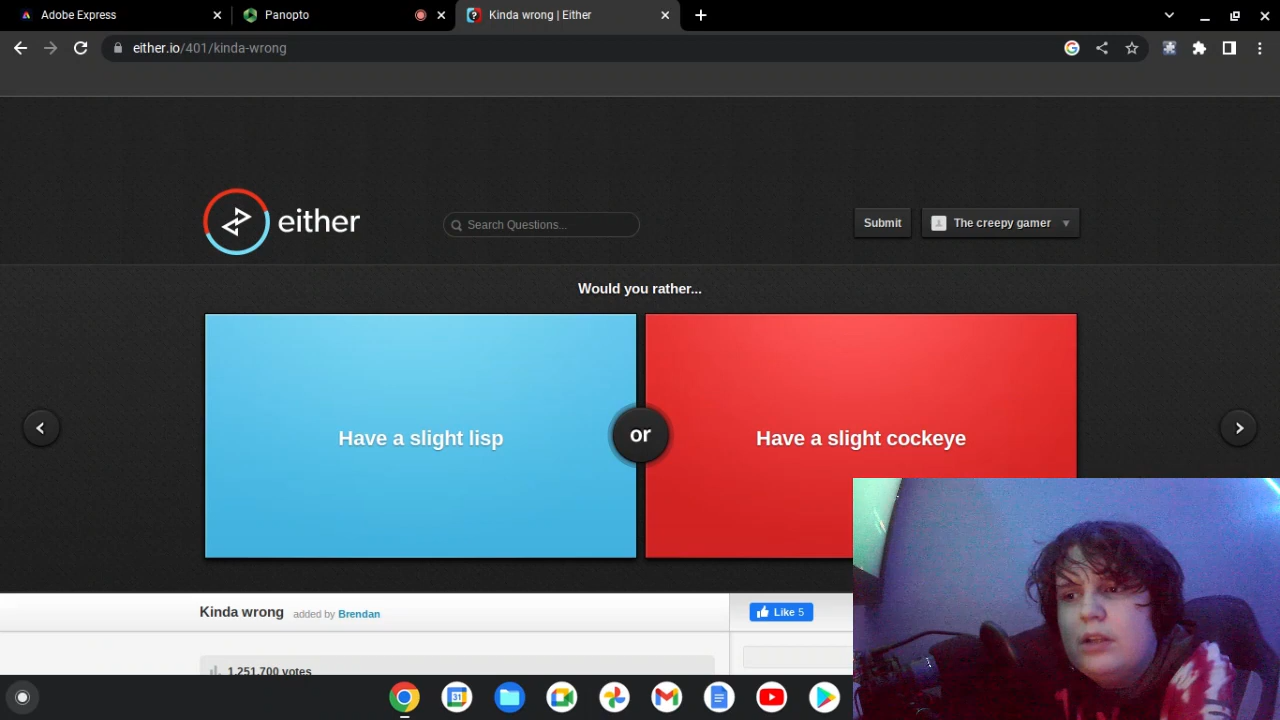 Adobe Express
Panopto
Kinda wrong | Either
either.io/401/kinda-wrong
either
Search Questions...
Submit
The creepy gamer
Would you rather...
Have a slight lisp
or
Have a slight cockeye
Kinda wrong added by Brendan
Like 5
1,251,700 votes
31